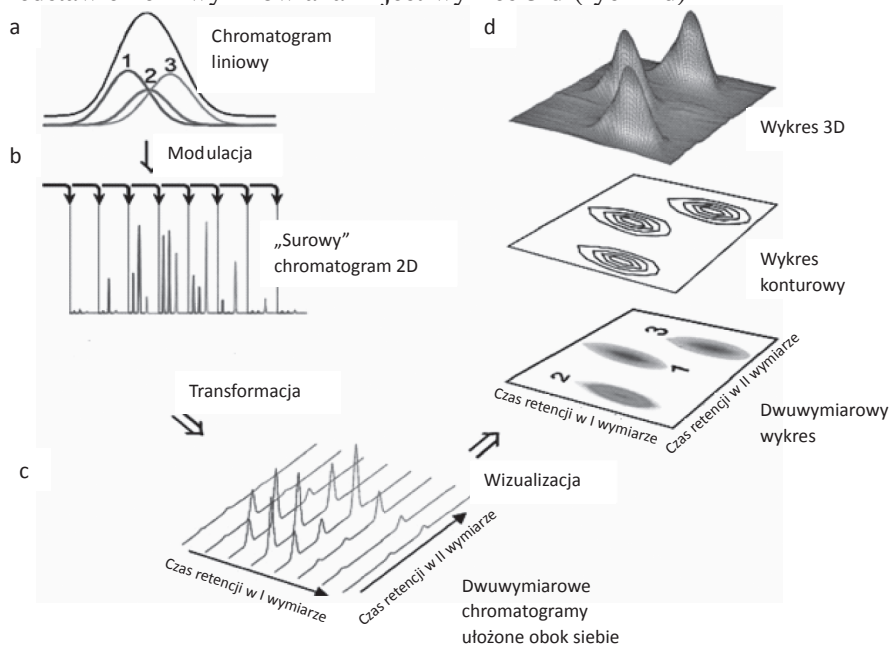 a
Chromatogram
liniowy
1
2
3
b
Modulacja
„Surowy”
chromatogram 2D
Transformacja
c
Czas retencji w I wymiarze
Czas retencji w II wymiarze
Dwuwymiarowe
chromatogramy
ułożone obok siebie
Wizualizacja
d
Wykres 3D
Wykres
konturowy
3
1
2
Czas retencji w I wymiarze
Czas retencji w II wymiarze
Dwuwymiarowy
wykres